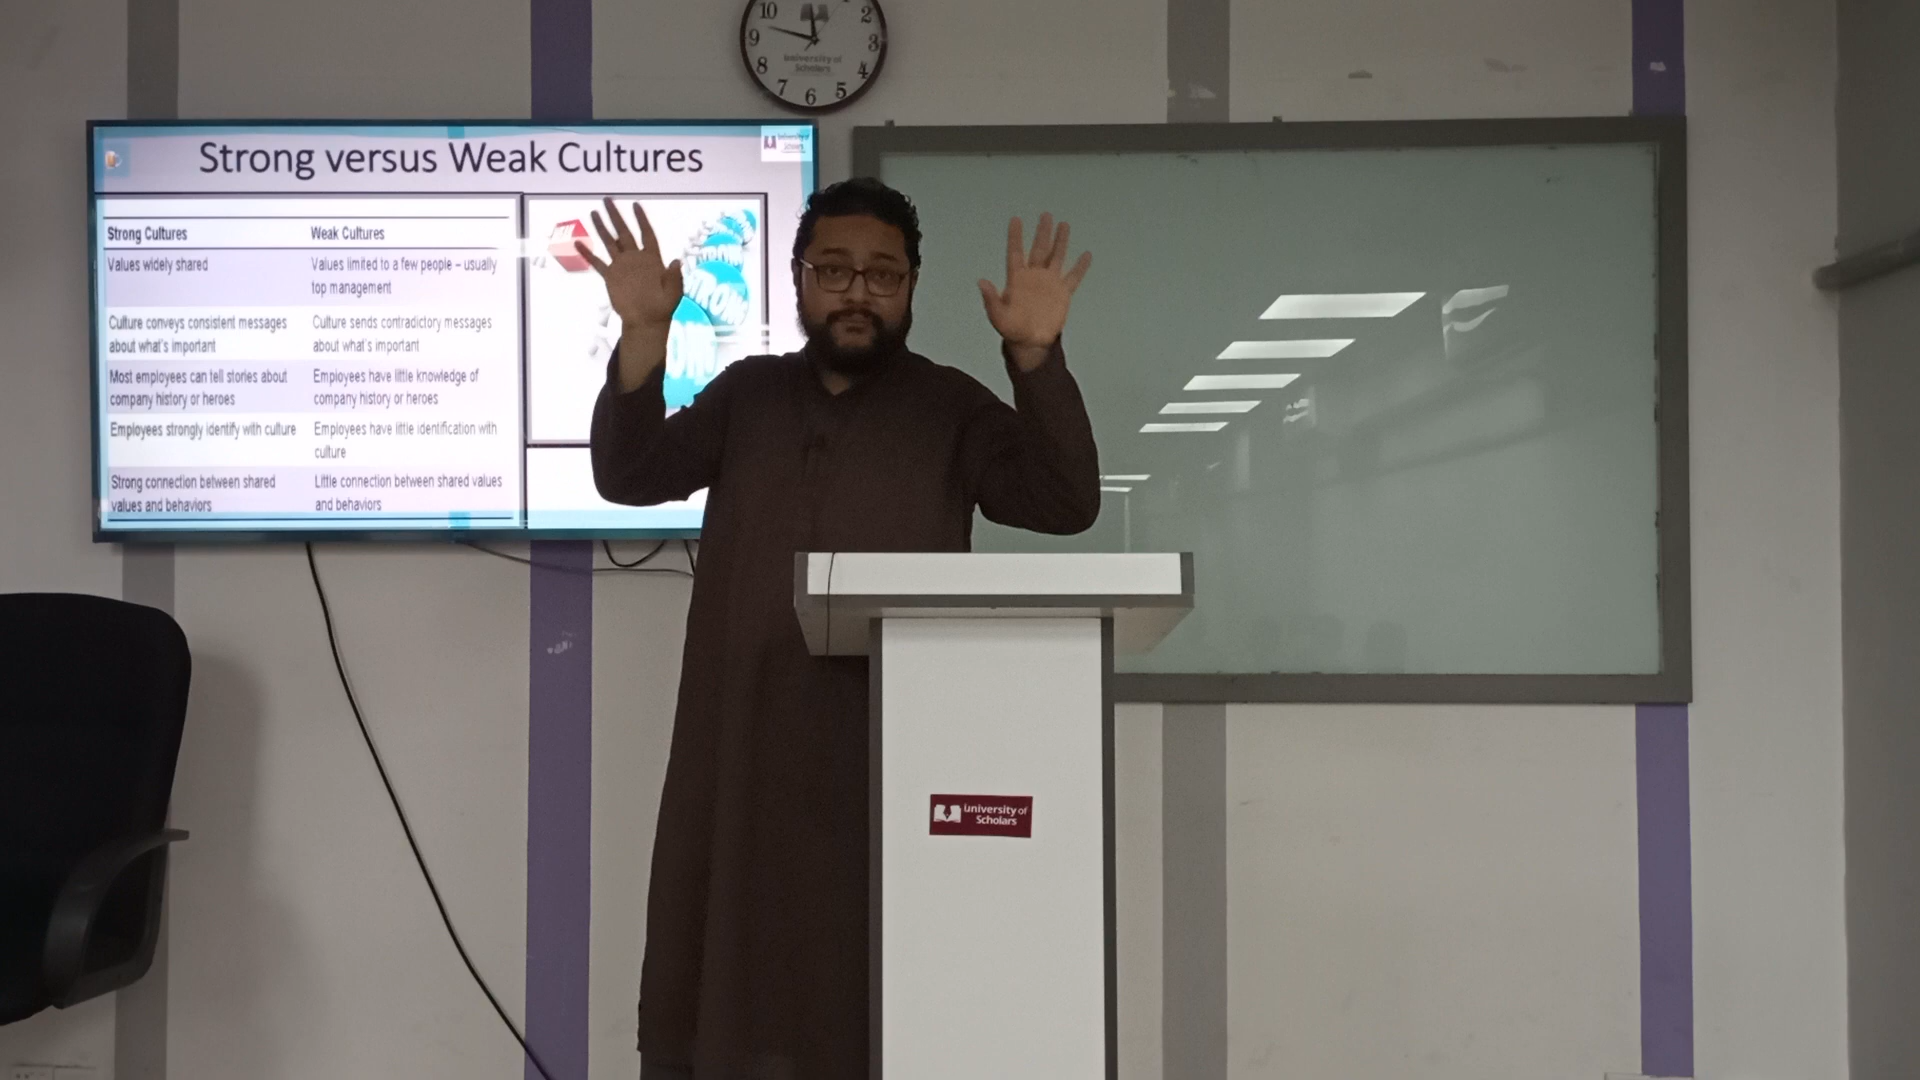 10
2
9
3
University of
Scholars
8
4
7
6
5
Strong versus Weak Cultures
University of
Scholars
Strong Cultures
Weak Cultures
Values widely shared
Values limited to a few people – usually
top management
Culture conveys consistent messages
about what's important
Culture sends contradictory messages
about what's important
Most employees can tell stories about
company history or heroes
Employees have little knowledge of
company history or heroes
Employees strongly identify with culture
Employees have little identification with
culture
Strong connection between shared
values and behaviors
Little connection between shared values
and behaviors
University of
Scholars